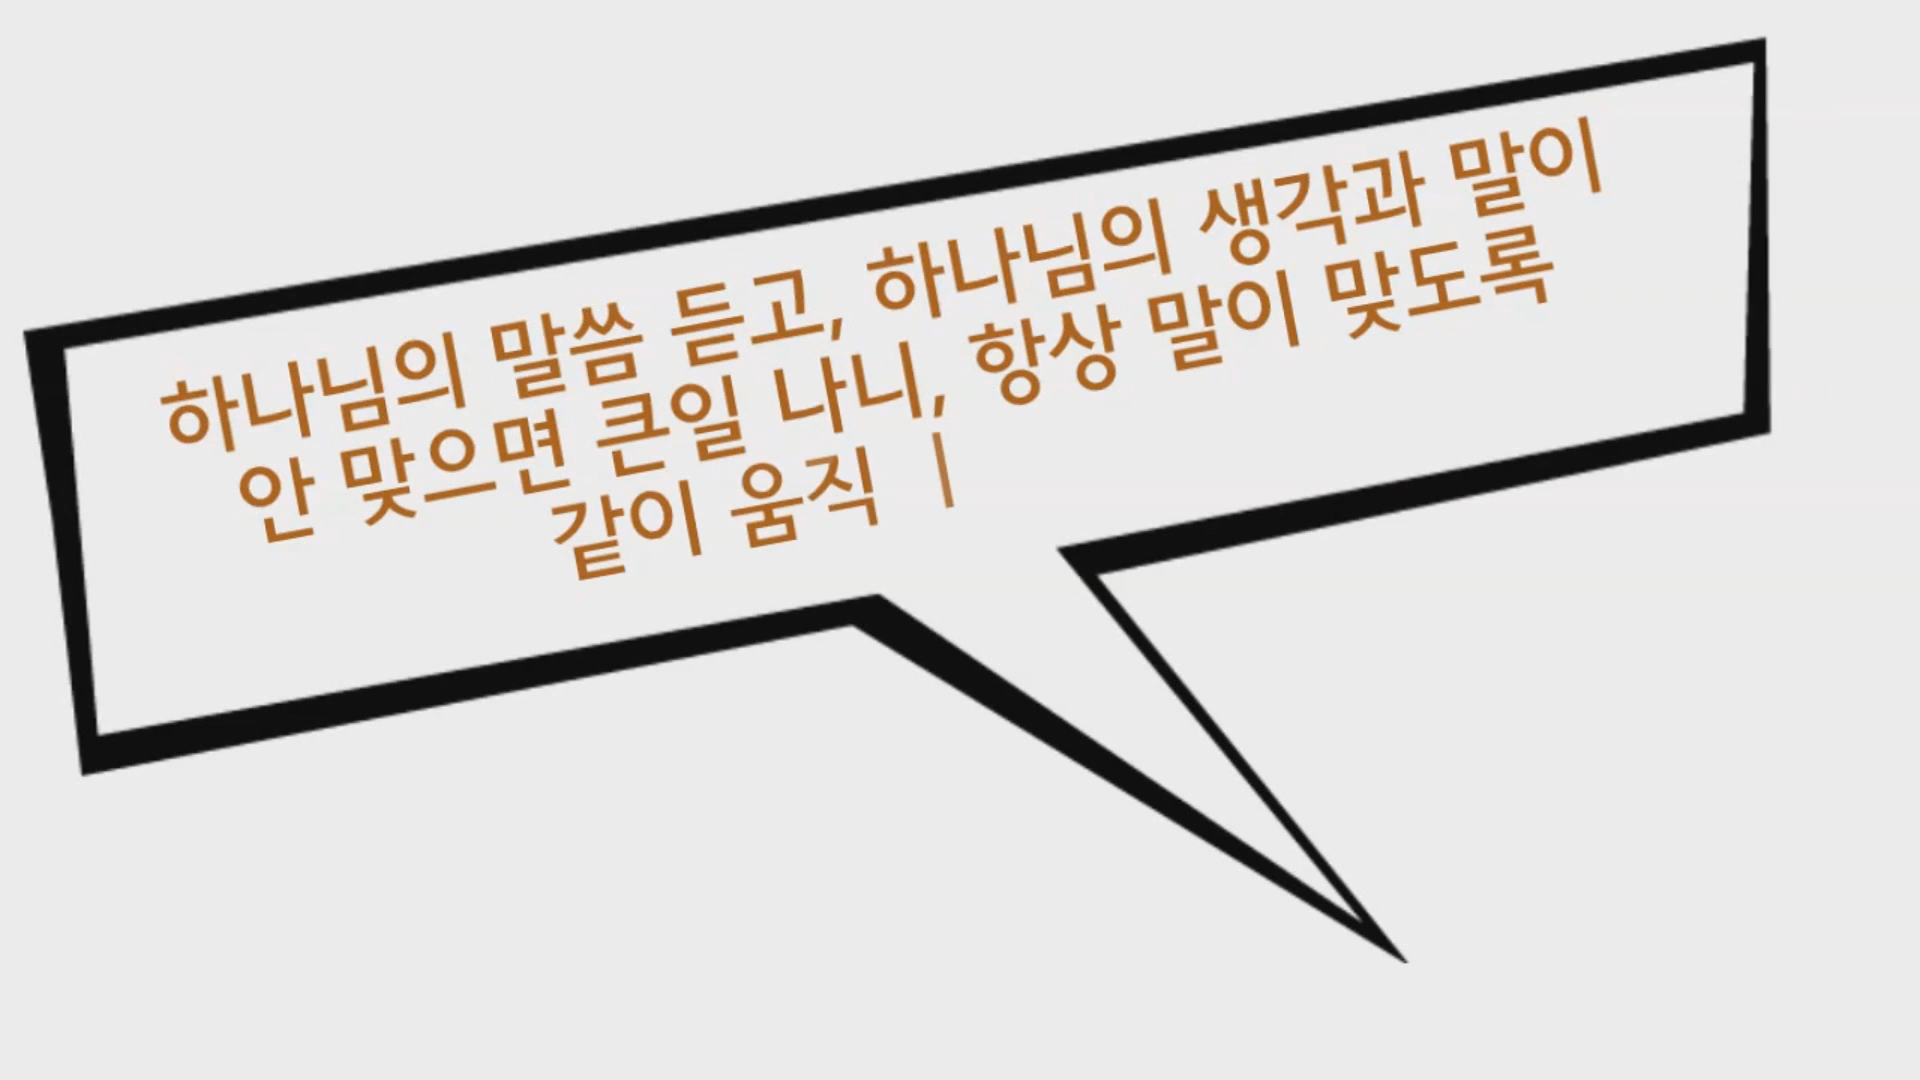 하나님의 말씀 듣고, 하나님의 생각과 말이
안 맞으면 큰일 나니, 항상 말이 맞도록
같이 움직